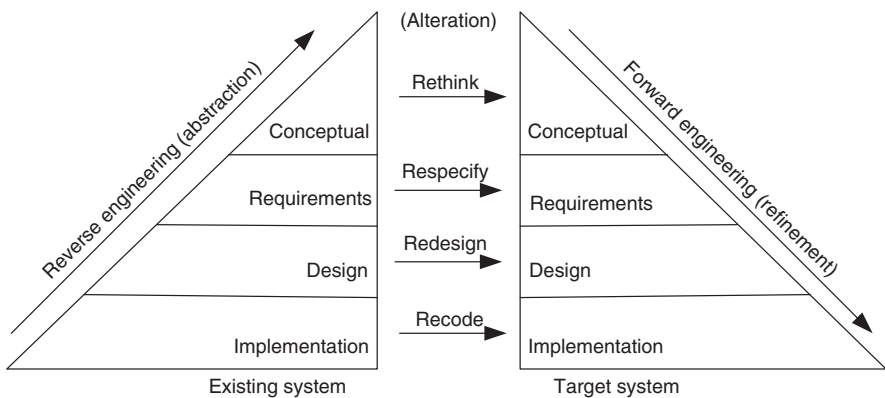 (Alteration)
Reverse engineering (abstraction)
Forward engineering (refinement)
Rethink
Conceptual
Conceptual
Respecify
Requirements
Requirements
Redesign
Design
Design
Recode
Implementation
Implementation
Existing system
Target system